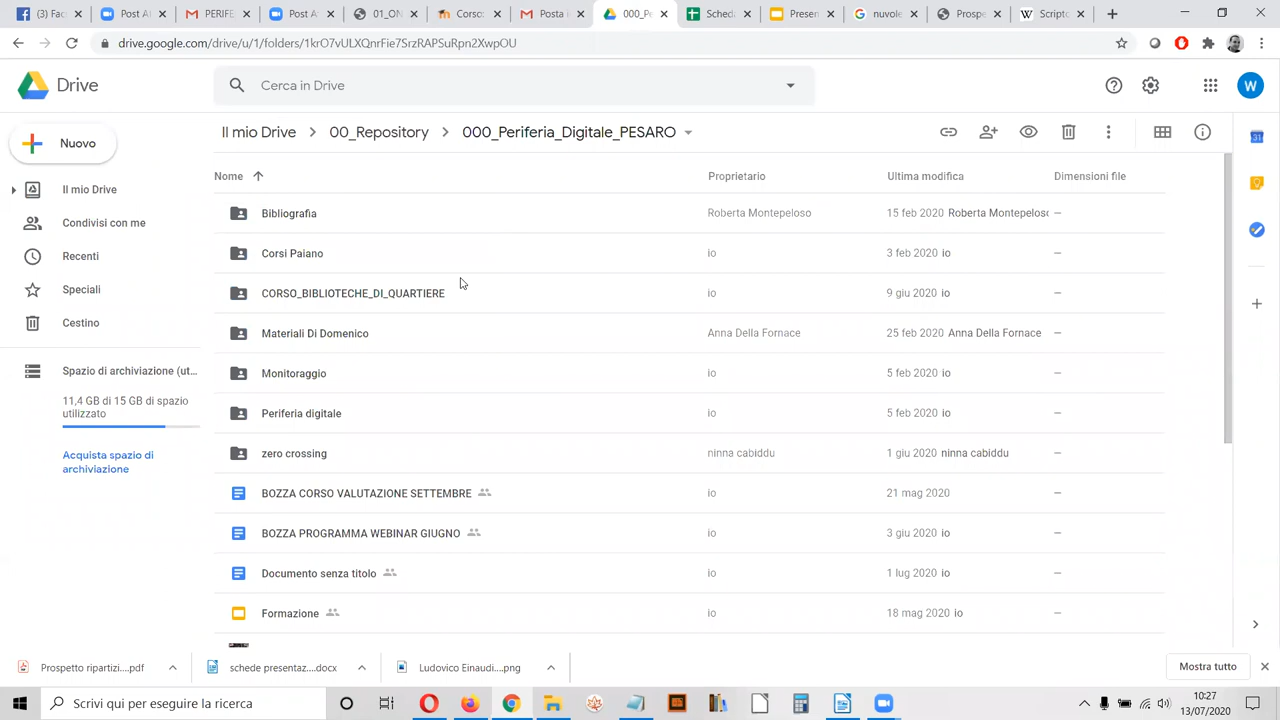 (3) Fac
Post At
PERIFE
Post At
01_ON
Corso:
Posta i
000_Pe
Scheda
Presen
nuvole
Prospe
Scripto
drive.google.com/drive/u/1/folders/1krO7vULXQnrFie7SrzRAPSuRpn2XwpOU
Drive
Cerca in Drive
W
Nuovo
Il mio Drive
00_Repository
000_Periferia_Digitale_PESARO
Il mio Drive
Condivisi con me
Recenti
Speciali
Cestino
Spazio di archiviazione (ut...
11,4 GB di 15 GB di spazio
utilizzato
Acquista spazio di
archiviazione
Nome Proprietario Ultima modifica Dimensioni file
Bibliografia Roberta Montepeloso 15 feb 2020 Roberta Montepeloso –
Corsi Paiano io 3 feb 2020 io –
CORSO_BIBLIOTECHE_DI_QUARTIERE io 9 giu 2020 io –
Materiali Di Domenico Anna Della Fornace 25 feb 2020 Anna Della Fornace –
Monitoraggio io 5 feb 2020 io –
Periferia digitale io 5 feb 2020 io –
zero crossing ninna cabiddu 1 giu 2020 ninna cabiddu –
BOZZA CORSO VALUTAZIONE SETTEMBRE io 21 mag 2020 –
BOZZA PROGRAMMA WEBINAR GIUGNO io 3 giu 2020 io –
Documento senza titolo io 1 lug 2020 io –
Formazione io 18 mag 2020 io –
Prospetto ripartizi....pdf
schede presentaz....docx
Ludovico Einaudi....png
Mostra tutto
Scrivi qui per eseguire la ricerca
10:27
13/07/2020